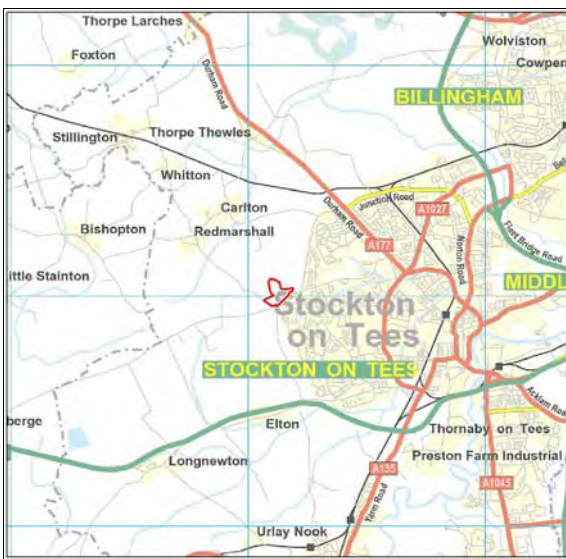 Thorpe Larches
Foxton
Wolviston
Cowpen
BILLINGHAM
Durham Road
Stillington
Thorpe Thewles
Whitton
Junction Road
Carlton
Durham Road
A1027
Bishopton
Redmarshall
A177
Norton Road
Fleet Bridge Road
ittle Stainton
MIDDL
Stockton
on Tees
STOCKTON ON TEES
Acklam Roa
berge
Elton
Thornaby on Tees
Longnewton
A135
Preston Farm Industrial
A1045
Yarm Road
Urlay Nook